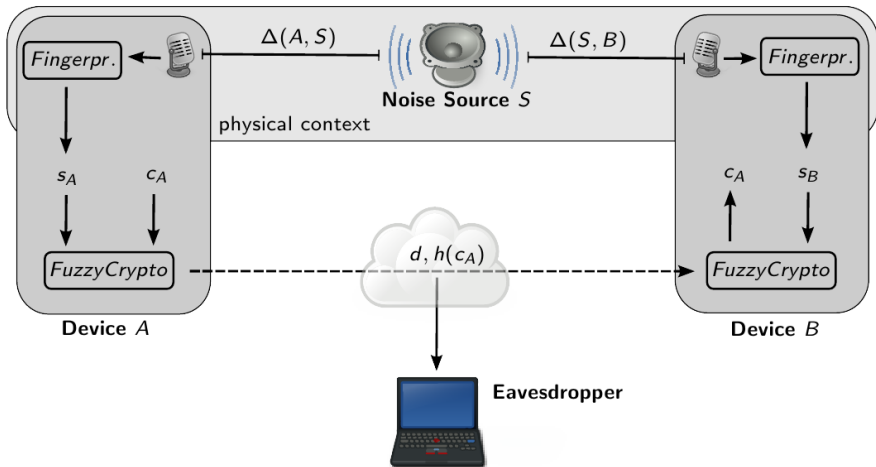 Δ(A, S)
Δ(S, B)
Fingerpr.
Fingerpr.
Noise Source S
physical context
s_A
c_A
c_A
s_B
d, h(c_A)
FuzzyCrypto
FuzzyCrypto
Device A
Device B
Eavesdropper